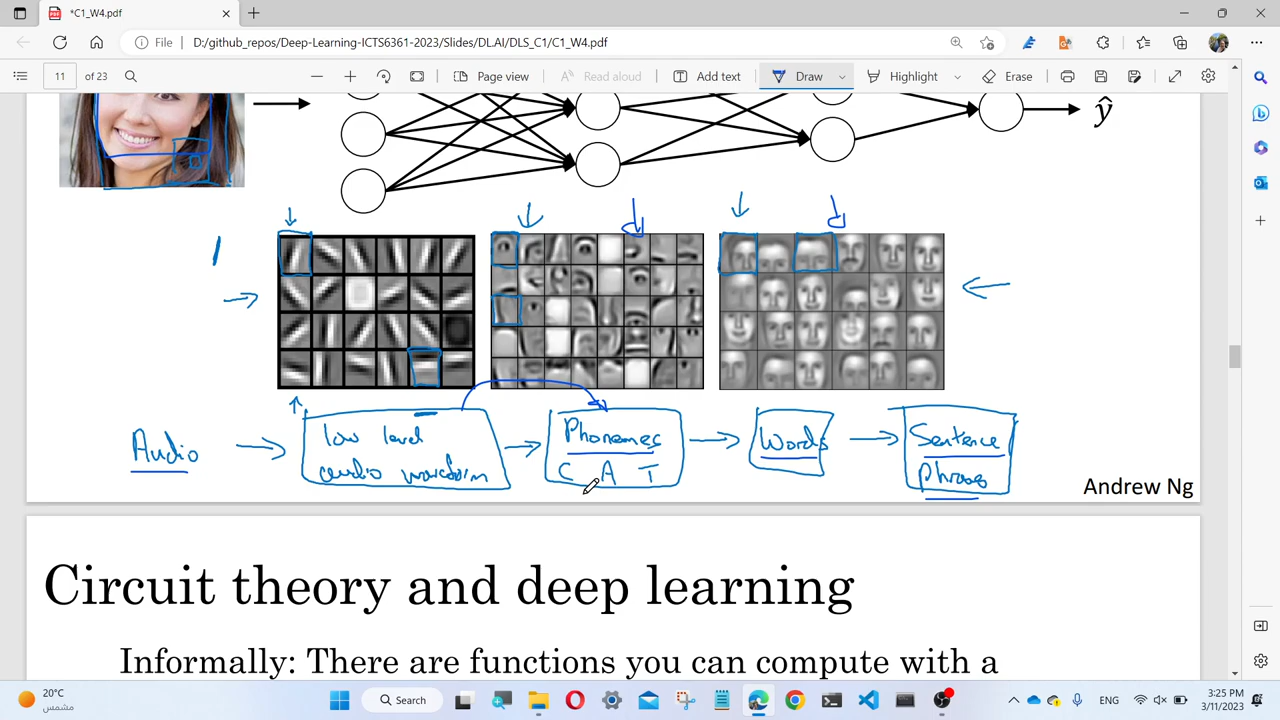 *C1_W4.pdf
File D:/github_repos/Deep-Learning-ICTS6361-2023/Slides/DL.AI/DLS_C1/C1_W4.pdf
11 of 23 Page view Read aloud Add text Draw Highlight Erase
ŷ
Audio
low level
audio waveform
Phonemes
C A T
Words
Sentence
Phrases
Andrew Ng
Circuit theory and deep learning
Informally: There are functions you can compute with a
20°C
مشمس
Search
ENG
3:25 PM
3/11/2023